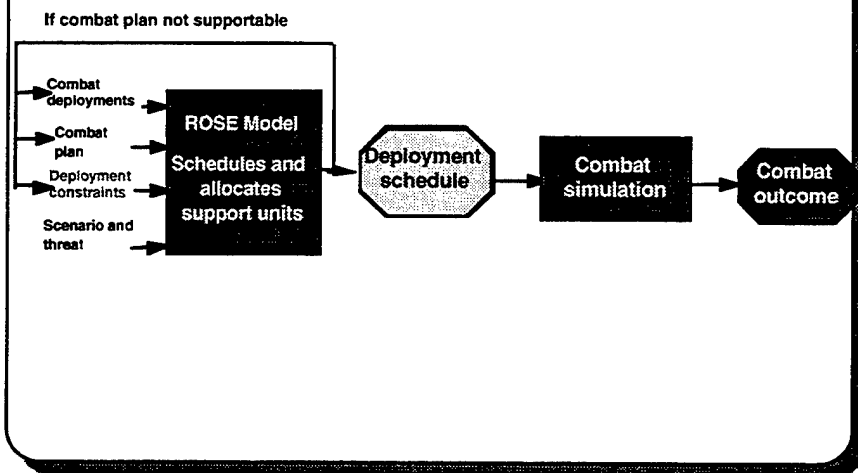 If combat plan not supportable
Combat
deployments
Combat
plan
Deployment
constraints
Scenario and
threat
ROSE Model
Schedules and
allocates
support units
Deployment
schedule
Combat
simulation
Combat
outcome